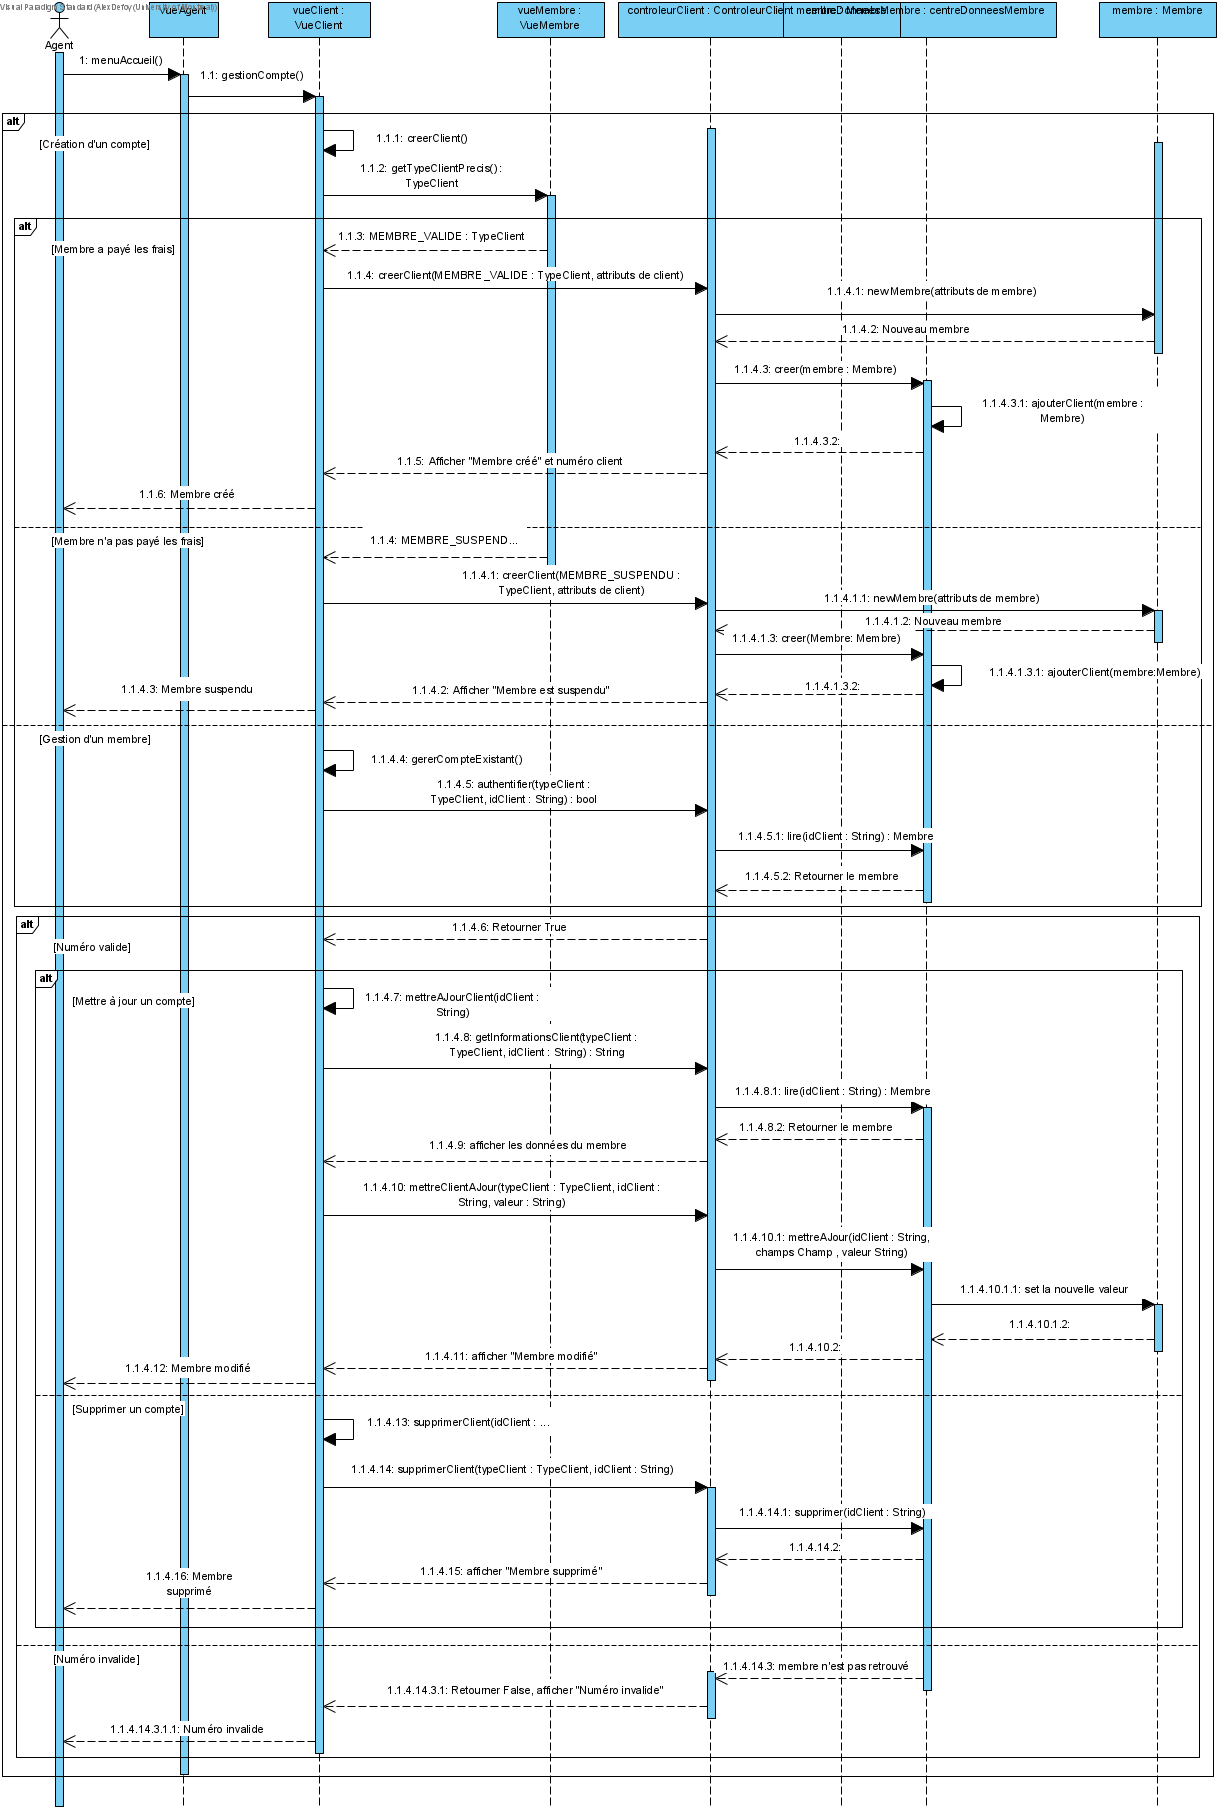 Visual Paradigm Standard (Alex Defoy (Université of Montreal))
Agent
vueAgent
vueClient :
VueClient
vueMembre :
VueMembre
controleurClient : ControleurClient
: centreDonneesMembre
membre : Membre
1: menuAccueil()
1.1: gestionCompte()
alt
[Création d'un compte]
1.1.1: creerClient()
1.1.2: getTypeClientPrecis() :
TypeClient
alt
[Membre a payé les frais]
1.1.3: MEMBRE_VALIDE : TypeClient
1.1.4: creerClient(MEMBRE_VALIDE : TypeClient, attributs de client)
1.1.4.1: newMembre(attributs de membre)
1.1.4.2: Nouveau membre
1.1.4.3: creer(membre : Membre)
1.1.4.3.1: ajouterClient(membre :
Membre)
1.1.4.3.2:
1.1.5: Afficher "Membre créé" et numéro client
1.1.6: Membre créé
[Membre n'a pas payé les frais]
1.1.4: MEMBRE_SUSPEND...
1.1.4.1: creerClient(MEMBRE_SUSPENDU :
TypeClient, attributs de client)
1.1.4.1.1: newMembre(attributs de membre)
1.1.4.1.2: Nouveau membre
1.1.4.1.3: creer(Membre: Membre)
1.1.4.1.3.1: ajouterClient(membre:Membre)
1.1.4.1.3.2:
1.1.4.2: Afficher "Membre est suspendu"
1.1.4.3: Membre suspendu
[Gestion d'un membre]
1.1.4.4: gererCompteExistant()
1.1.4.5: authentifier(typeClient :
TypeClient, idClient : String) : bool
1.1.4.5.1: lire(idClient : String) : Membre
1.1.4.5.2: Retourner le membre
alt
1.1.4.6: Retourner True
[Numéro valide]
alt
[Mettre à jour un compte]
1.1.4.7: mettreAJourClient(idClient :
String)
1.1.4.8: getInformationsClient(typeClient :
TypeClient, idClient : String) : String
1.1.4.8.1: lire(idClient : String) : Membre
1.1.4.8.2: Retourner le membre
1.1.4.9: afficher les données du membre
1.1.4.10: mettreClientAJour(typeClient : TypeClient, idClient :
String, valeur : String)
1.1.4.10.1: mettreAJour(idClient : String,
champs Champ , valeur String)
1.1.4.10.1.1: set la nouvelle valeur
1.1.4.10.1.2:
1.1.4.10.2:
1.1.4.11: afficher "Membre modifié"
1.1.4.12: Membre modifié
[Supprimer un compte]
1.1.4.13: supprimerClient(idClient : ...
1.1.4.14: supprimerClient(typeClient : TypeClient, idClient : String)
1.1.4.14.1: supprimer(idClient : String)
1.1.4.14.2:
1.1.4.15: afficher "Membre supprimé"
1.1.4.16: Membre
supprimé
[Numéro invalide]
1.1.4.14.3: membre n'est pas retrouvé
1.1.4.14.3.1: Retourner False, afficher "Numéro invalide"
1.1.4.14.3.1.1: Numéro invalide